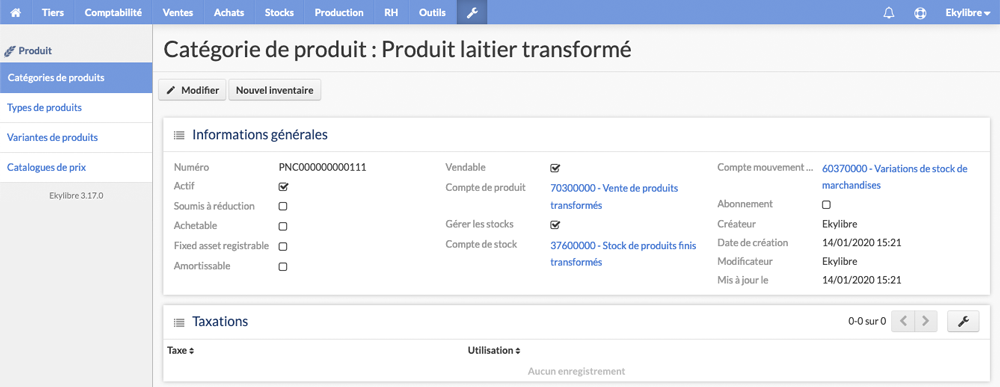 Tiers Comptabilité Ventes Achats Stocks Production RH Outils Ekylibre
Produit
Catégories de produits
Types de produits
Variantes de produits
Catalogues de prix
Ekylibre 3.17.0
Catégorie de produit : Produit laitier transformé
Modifier Nouvel inventaire
Informations générales
Numéro PNC000000000111
Actif
Soumis à réduction
Achetable
Fixed asset registrable
Amortissable
Vendable
Compte de produit 70300000 - Vente de produits
transformés
Gérer les stocks
Compte de stock 37600000 - Stock de produits finis
transformés
Compte mouvement ... 60370000 - Variations de stock de
marchandises
Abonnement
Créateur Ekylibre
Date de création 14/01/2020 15:21
Modificateur Ekylibre
Mis à jour le 14/01/2020 15:21
Taxations 0-0 sur 0
Taxe Utilisation
Aucun enregistrement